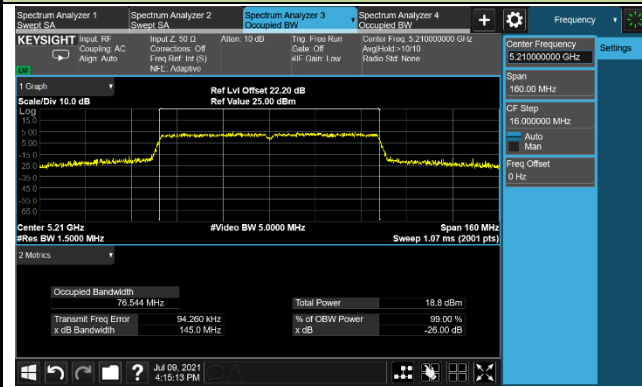 Spectrum Analyzer 1
Swept SA
Spectrum Analyzer 2
Swept SA
Spectrum Analyzer 3
Occupied BW
Spectrum Analyzer 4
Occupied BW
+
Frequency
KEYSIGHT
Input: RF
Coupling: AC
Align: Auto
Input Z: 50 Ω
Corrections: Off
Freq Ref: Int (S)
NFE: Adaptive
Atten: 10 dB
Trig: Free Run
Gate: Off
#IF Gain: Low
Center Freq: 5.210000000 GHz
Avg|Hold:>10/10
Radio Std: None
LXI
Center Frequency
5.210000000 GHz
Settings
Span
160.00 MHz
CF Step
16.000000 MHz
Auto
Man
Freq Offset
0 Hz
1 Graph
Scale/Div 10.0 dB
Ref Lvl Offset 22.20 dB
Ref Value 25.00 dBm
Log
15.0
5.00
-5.00
-15.0
-25.0
-35.0
-45.0
-55.0
-65.0
Center 5.21 GHz
#Res BW 1.5000 MHz
#Video BW 5.0000 MHz
Span 160 MHz
Sweep 1.07 ms (2001 pts)
2 Metrics
Occupied Bandwidth
76.544 MHz
Total Power 18.8 dBm
Transmit Freq Error 94.260 kHz
% of OBW Power 99.00 %
x dB Bandwidth 145.0 MHz
x dB -26.00 dB
?
Jul 09, 2021
4:15:13 PM